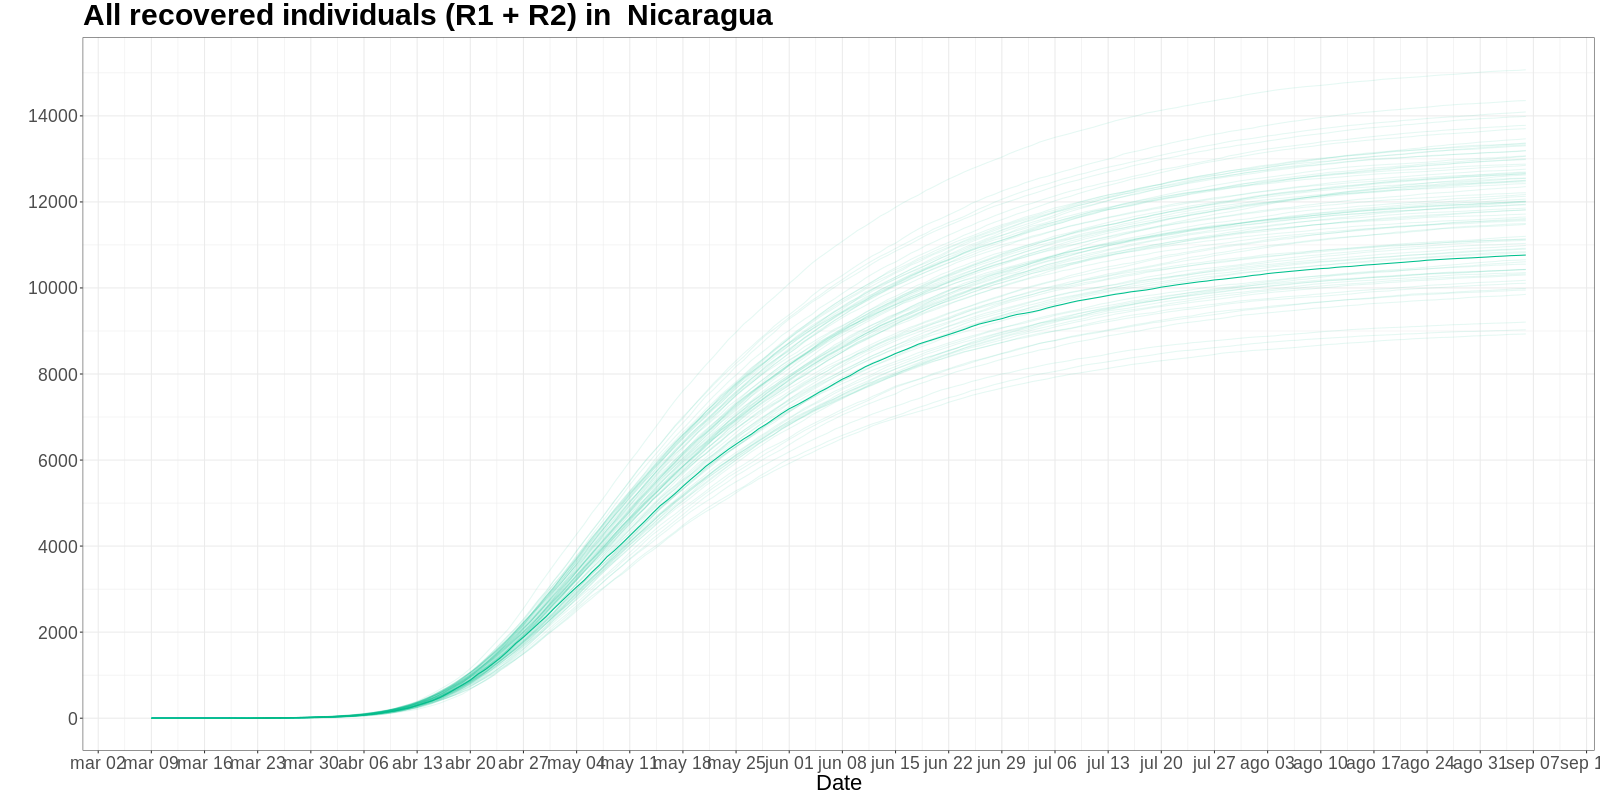 All recovered individuals (R1 + R2) in  Nicaragua
14000
12000
10000
8000
6000
4000
2000
0
mar 02 mar 09 mar 16 mar 23 mar 30 abr 06 abr 13 abr 20 abr 27 may 04 may 11 may 18 may 25 jun 01 jun 08 jun 15 jun 22 jun 29 jul 06 jul 13 jul 20 jul 27 ago 03 ago 10 ago 17 ago 24 ago 31 sep 07 sep 1
Date